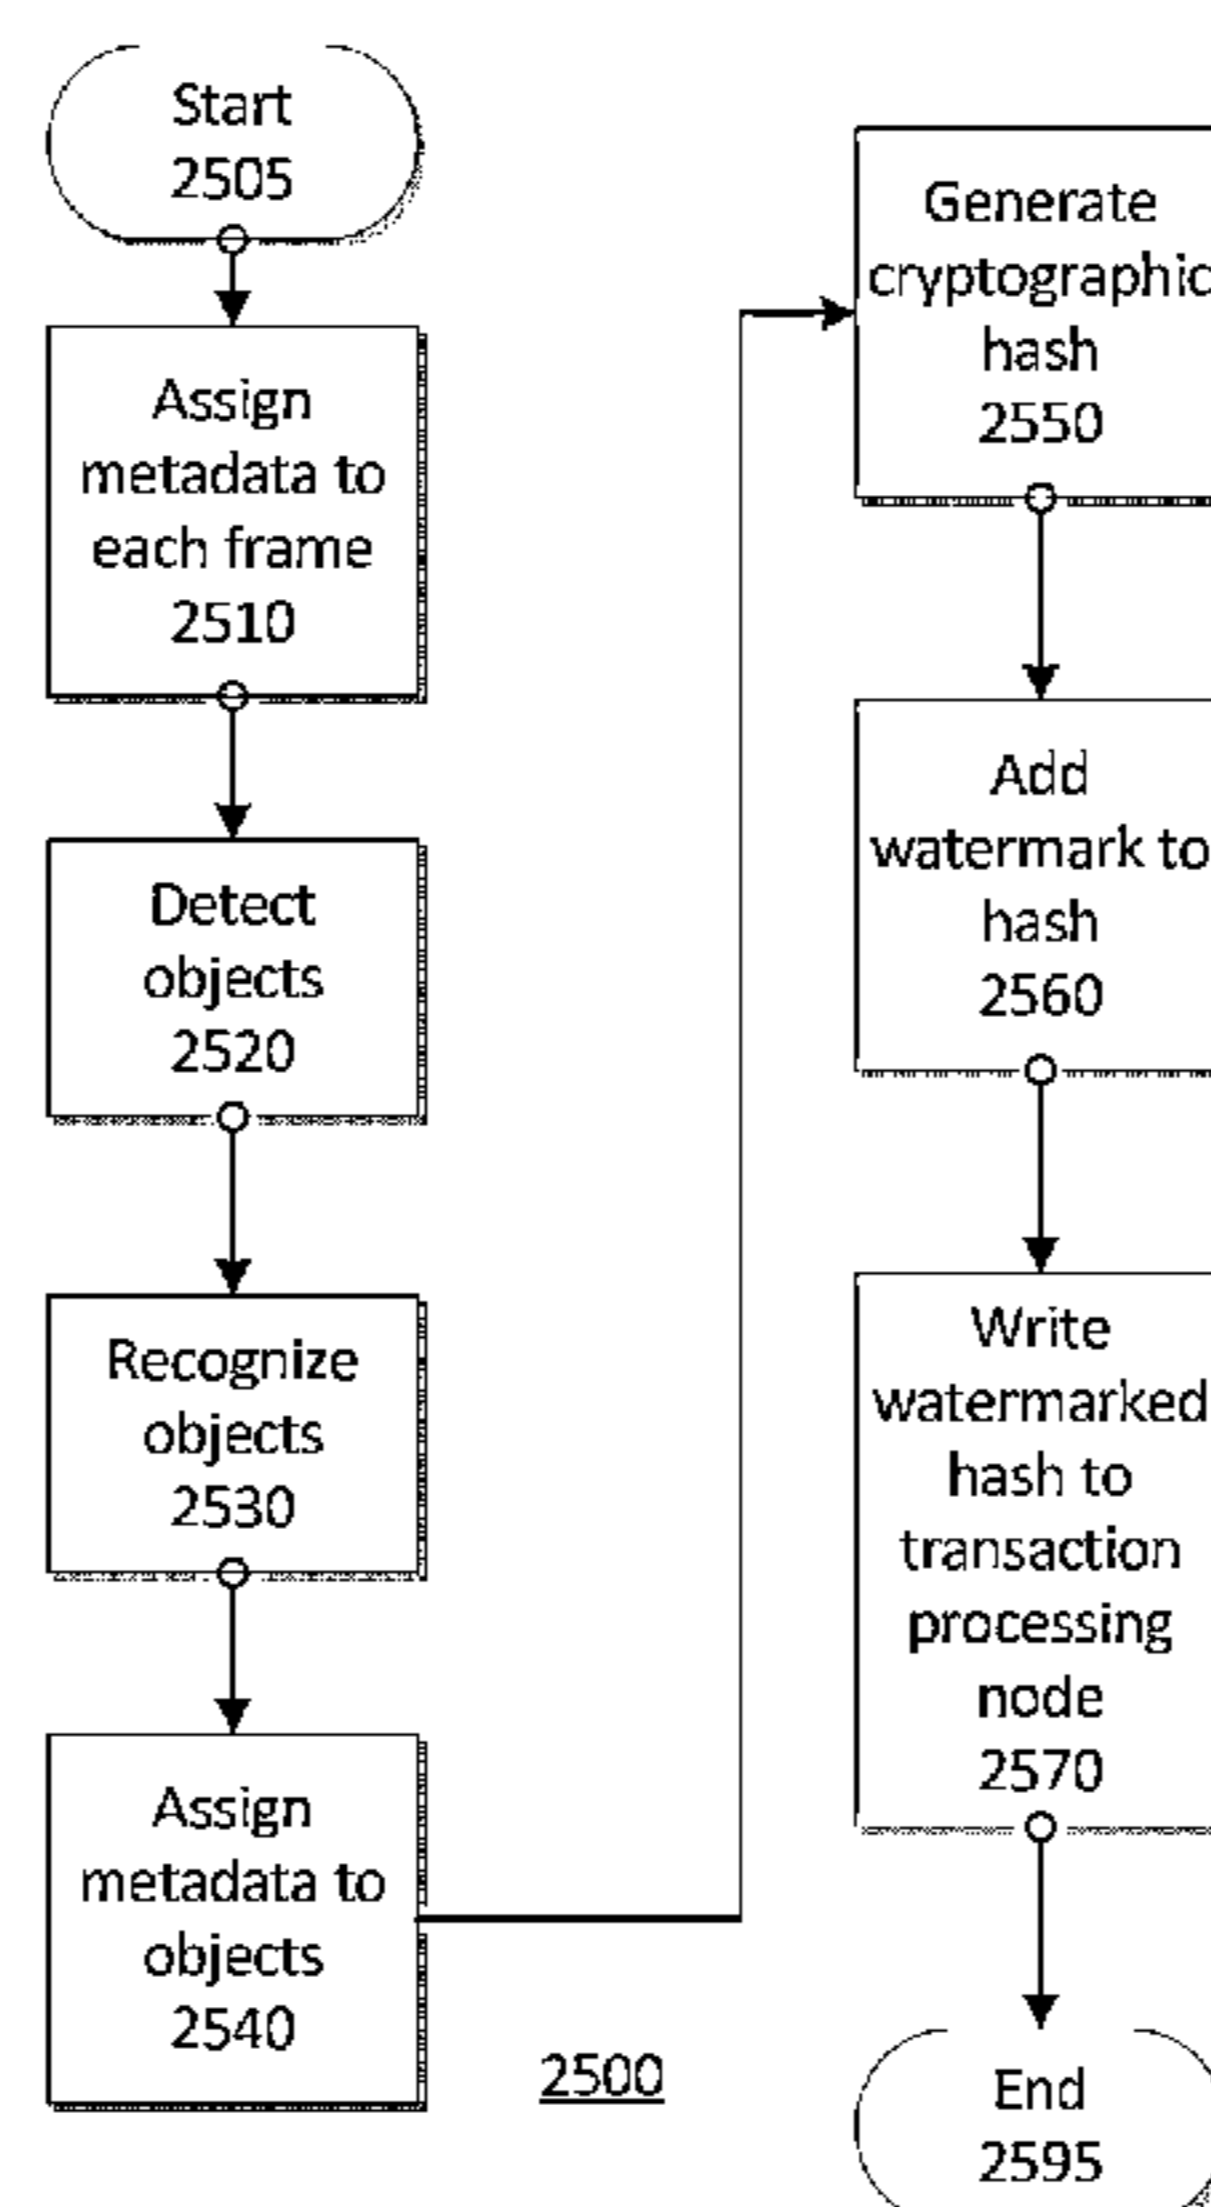 Start
2505
Assign
metadata to
each frame
2510
Detect
objects
2520
Recognize
objects
2530
Assign
metadata to
objects
2540
2500
Generate
cryptographic
hash
2550
Add
watermark to
hash
2560
Write
watermarked
hash to
transaction
processing
node
2570
End
2595